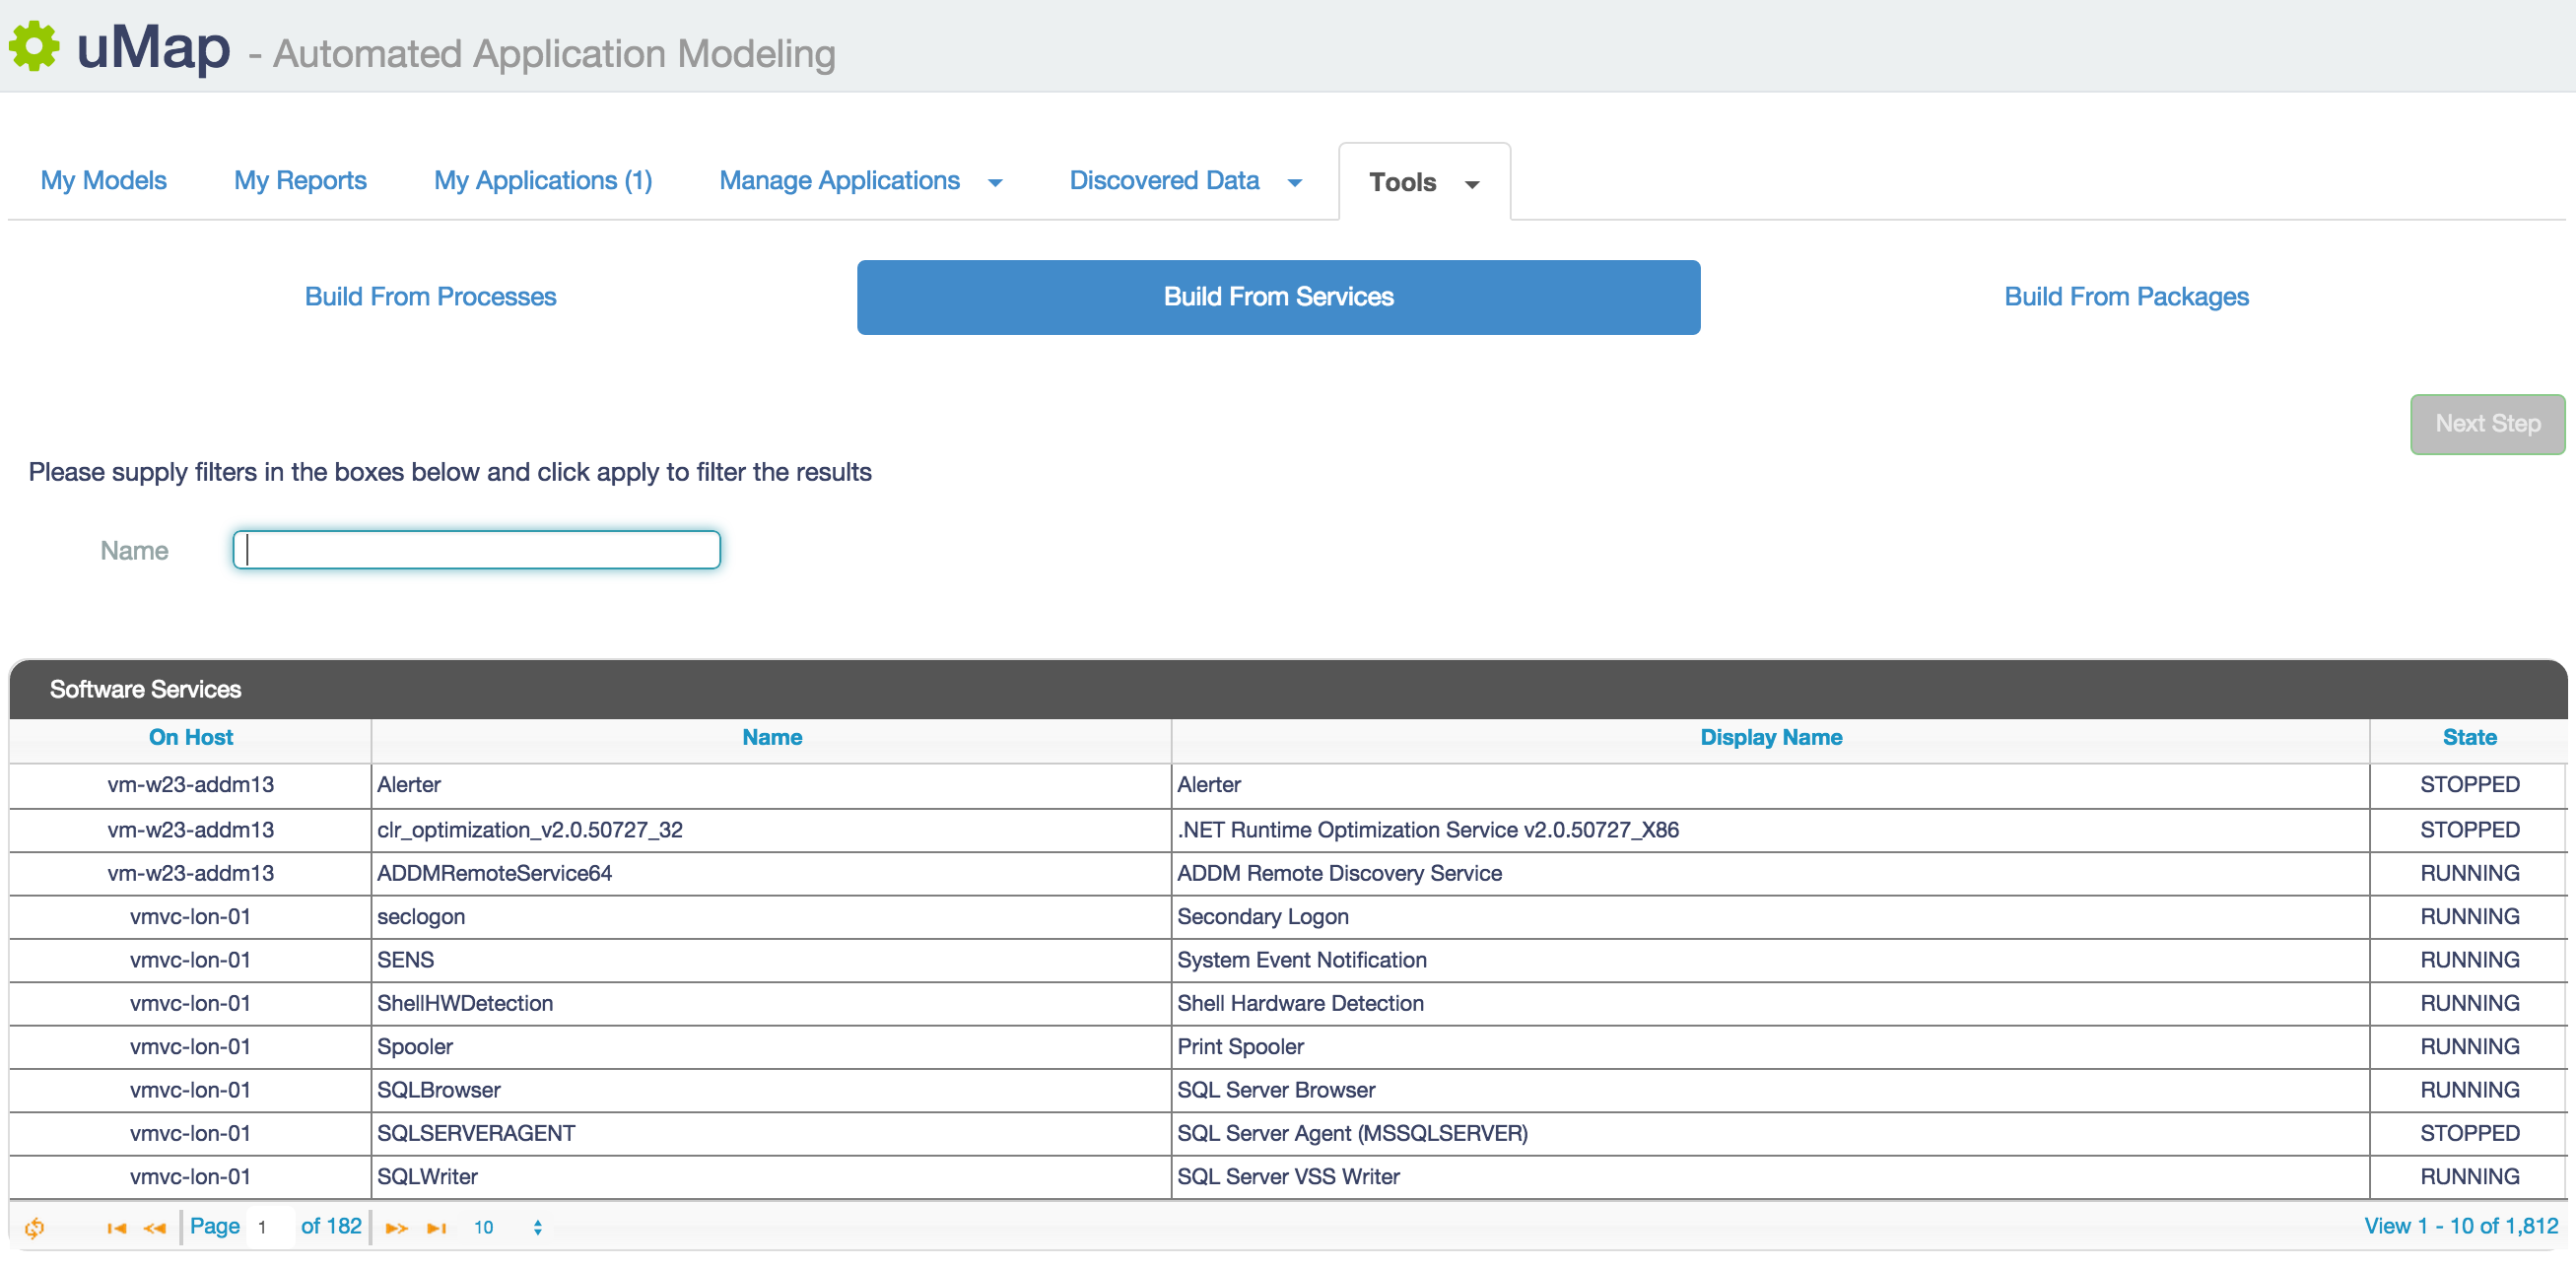 uMap - Automated Application Modeling
My Models My Reports My Applications (1) Manage Applications Discovered Data Tools
Build From Processes Build From Services Build From Packages
Next Step
Please supply filters in the boxes below and click apply to filter the results
Name
Software Services
On Host Name Display Name State
vm-w23-addm13 Alerter Alerter STOPPED
vm-w23-addm13 clr_optimization_v2.0.50727_32 .NET Runtime Optimization Service v2.0.50727_X86 STOPPED
vm-w23-addm13 ADDMRemoteService64 ADDM Remote Discovery Service RUNNING
vmvc-lon-01 seclogon Secondary Logon RUNNING
vmvc-lon-01 SENS System Event Notification RUNNING
vmvc-lon-01 ShellHWDetection Shell Hardware Detection RUNNING
vmvc-lon-01 Spooler Print Spooler RUNNING
vmvc-lon-01 SQLBrowser SQL Server Browser RUNNING
vmvc-lon-01 SQLSERVERAGENT SQL Server Agent (MSSQLSERVER) STOPPED
vmvc-lon-01 SQLWriter SQL Server VSS Writer RUNNING
Page 1 of 182 10 View 1 - 10 of 1,812